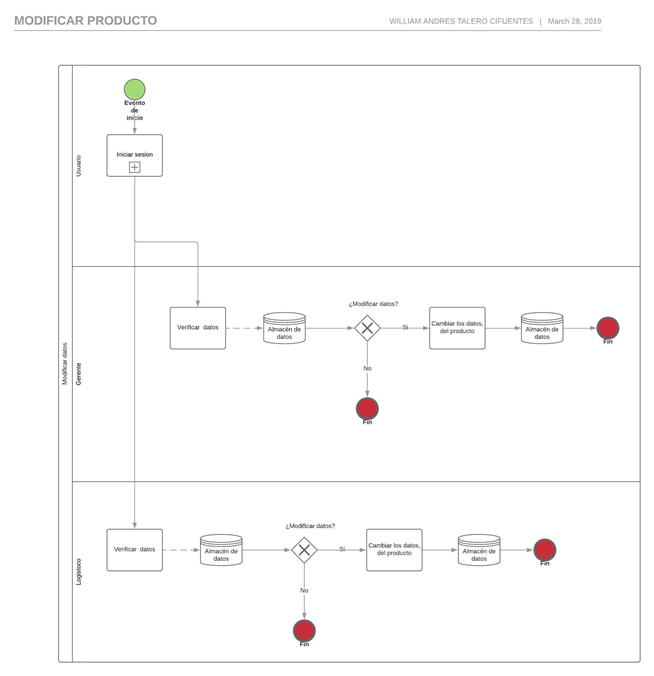 MODIFICAR PRODUCTO
WILLIAM ANDRES TALERO CIFUENTES | March 28, 2019
Evento
de
inicio
Iniciar sesion
Usuario
Modificar datos
Gerente
¿Modificar datos?
Verificar datos
Almacén de
datos
Si
Cambiar los datos,
del producto
Almacén de
datos
Fin
No
Fin
Logistoco
¿Modificar datos?
Verificar datos
Almacén de
datos
Si
Cambiar los datos,
del producto
Almacén de
datos
Fin
No
Fin